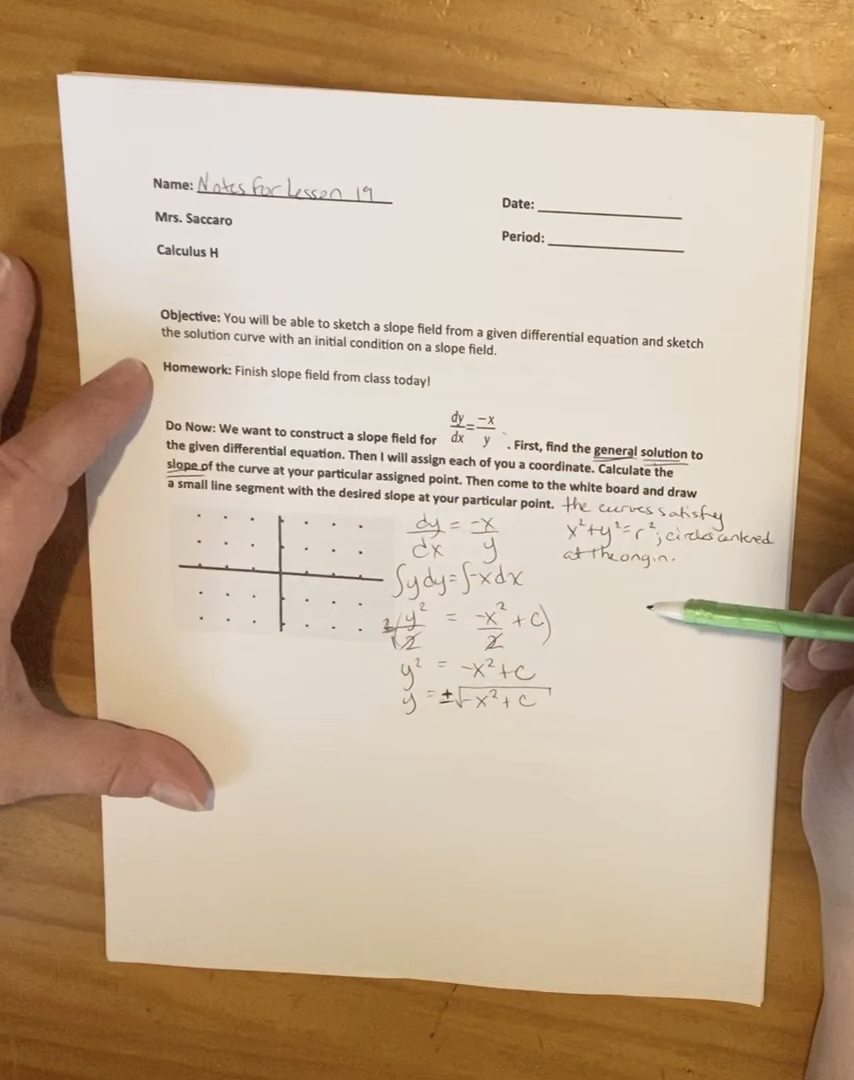 Name: Notes for Lesson 19
Date:
Mrs. Saccaro
Period:
Calculus H
Objective: You will be able to sketch a slope field from a given differential equation and sketch
the solution curve with an initial condition on a slope field.
Homework: Finish slope field from class today!
Do Now: We want to construct a slope field for dy/dx = -x/y . First, find the general solution to
the given differential equation. Then I will assign each of you a coordinate. Calculate the
slope of the curve at your particular assigned point. Then come to the white board and draw
a small line segment with the desired slope at your particular point.
the curves satisfy
x²+y²=r²; circles centered
at the origin.
dy/dx = -x/y
∫ydy=∫-xdx
2(y²/2 = -x²/2 + C)
y² = -x²+C
y = ±√-x²+C